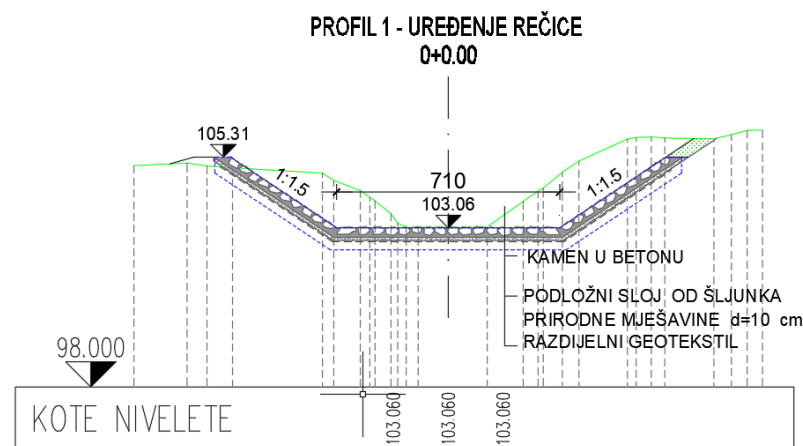 PROFIL 1 - UREĐENJE REČICE
0+0.00
105.31
1:1.5
710
1:1.5
103.06
KAMEN U BETONU
PODLOŽNI SLOJ OD ŠLJUNKA
PRIRODNE MJEŠAVINE d=10 cm
RAZDIJELNI GEOTEKSTIL
98.000
KOTE NIVELETE
103.060
103.060
103.060